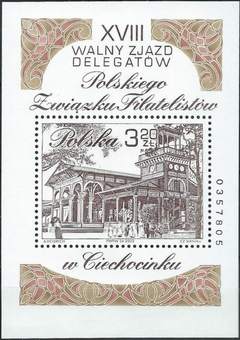 XVIII
WALNY ZJAZD
DELEGATÓW
Polskiego
Związku Filatelistów
Polska 3,20 ZŁ
0357805
w Ciechocinku